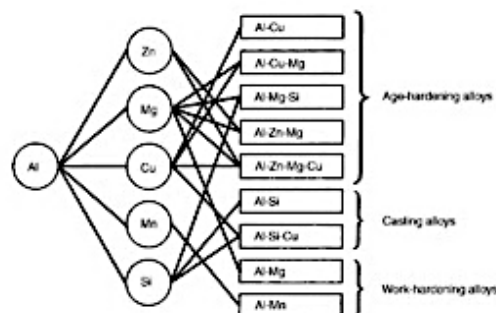 Al
Zn
Mg
Cu
Mn
Si
Al-Cu
Al-Cu-Mg
Al-Mg-Si
Al-Zn-Mg
Al-Zn-Mg-Cu
Al-Si
Al-Si-Cu
Al-Mg
Al-Mn
Age-hardening alloys
Casting alloys
Work-hardening alloys